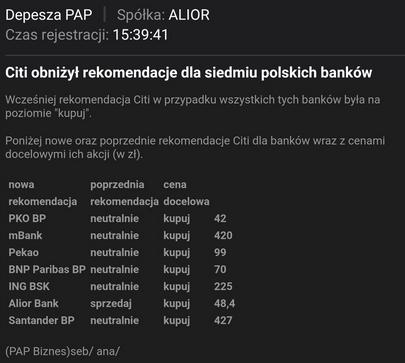 Depesza PAP | Spółka: ALIOR
Czas rejestracji: 15:39:41
Citi obniżył rekomendacje dla siedmiu polskich banków
Wcześniej rekomendacja Citi w przypadku wszystkich tych banków była na
poziomie "kupuj".
Poniżej nowe oraz poprzednie rekomendacje Citi dla banków wraz z cenami
docelowymi ich akcji (w zł).
nowa poprzednia cena
rekomendacja rekomendacja docelowa
PKO BP neutralnie kupuj 42
mBank neutralnie kupuj 420
Pekao neutralnie kupuj 99
BNP Paribas BP neutralnie kupuj 70
ING BSK neutralnie kupuj 225
Alior Bank sprzedaj kupuj 48,4
Santander BP neutralnie kupuj 427
(PAP Biznes)seb/ ana/